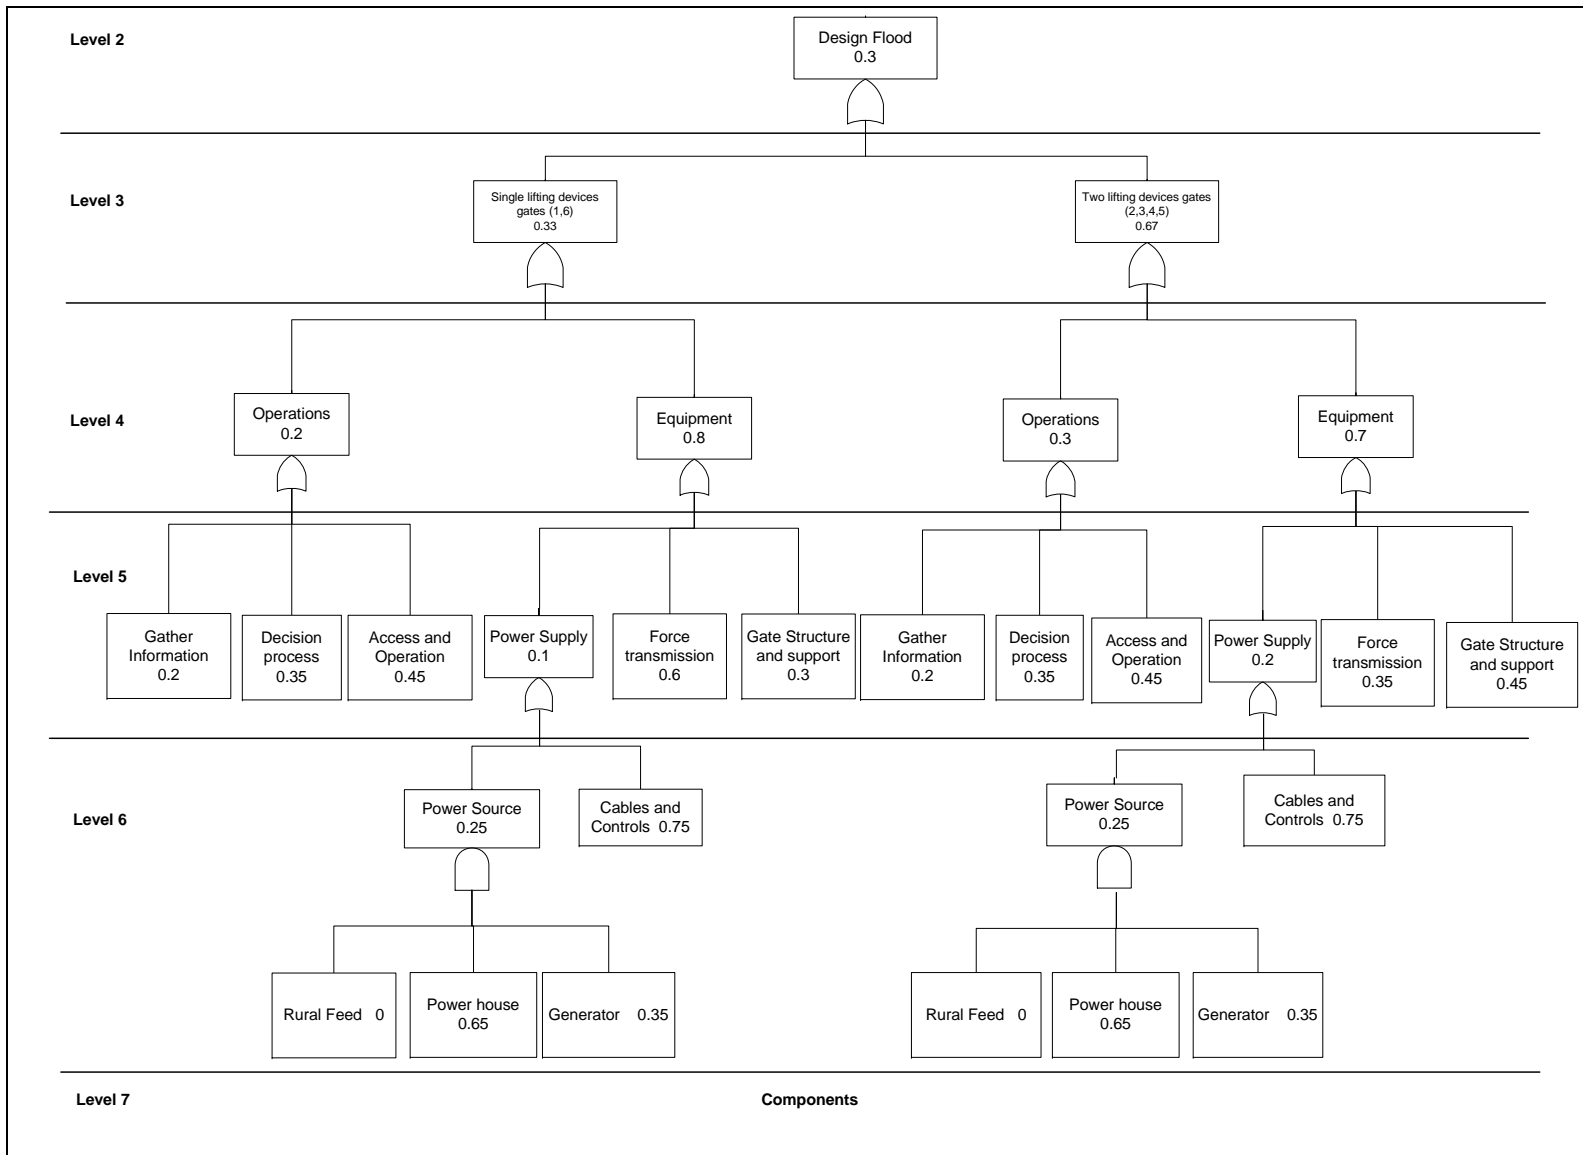 Level 2
Design Flood
0.3
Level 3
Single lifting devices
gates (1,6)
0.33
Two lifting devices gates
(2,3,4,5)
0.67
Level 4
Operations
0.2
Equipment
0.8
Operations
0.3
Equipment
0.7
Level 5
Gather
Information
0.2
Decision
process
0.35
Access and
Operation
0.45
Power Supply
0.1
Force
transmission
0.6
Gate Structure
and support
0.3
Gather
Information
0.2
Decision
process
0.35
Access and
Operation
0.45
Power Supply
0.2
Force
transmission
0.35
Gate Structure
and support
0.45
Level 6
Power Source
0.25
Cables and
Controls 0.75
Power Source
0.25
Cables and
Controls 0.75
Rural Feed 0
Power house
0.65
Generator 0.35
Rural Feed 0
Power house
0.65
Generator 0.35
Level 7
Components